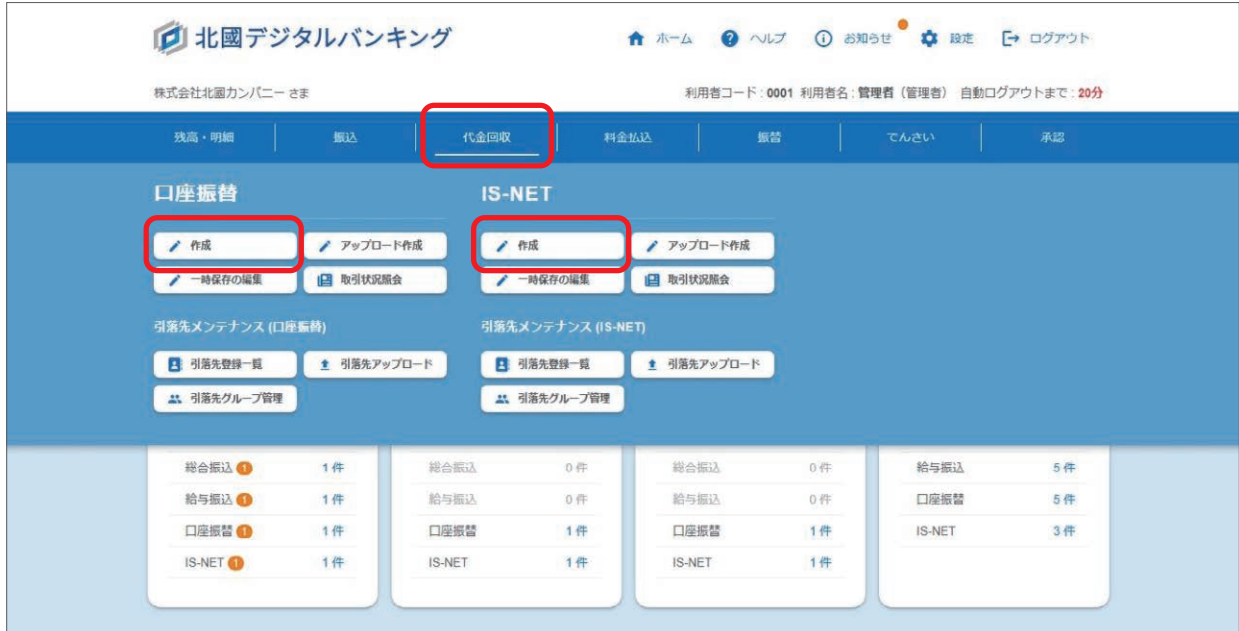 北國デジタルバンキング
ホーム ヘルプ お知らせ 設定 ログアウト
株式会社北國カンパニー さま 利用者コード : 0001 利用者名 : 管理者 (管理者) 自動ログアウトまで : 20分
残高・明細 振込 代金回収 料金払込 振替 でんさい 承認
口座振替 IS-NET
作成 アップロード作成 作成 アップロード作成
一時保存の編集 取引状況照会 一時保存の編集 取引状況照会
引落先メンテナンス (口座振替) 引落先メンテナンス (IS-NET)
引落先登録一覧 引落先アップロード 引落先登録一覧 引落先アップロード
引落先グループ管理 引落先グループ管理
総合振込 1 1 件 総合振込 0 件 総合振込 0 件 給与振込 5 件
給与振込 1 1 件 給与振込 0 件 給与振込 0 件 口座振替 5 件
口座振替 1 1 件 口座振替 1 件 口座振替 1 件 IS-NET 3 件
IS-NET 1 1 件 IS-NET 1 件 IS-NET 1 件